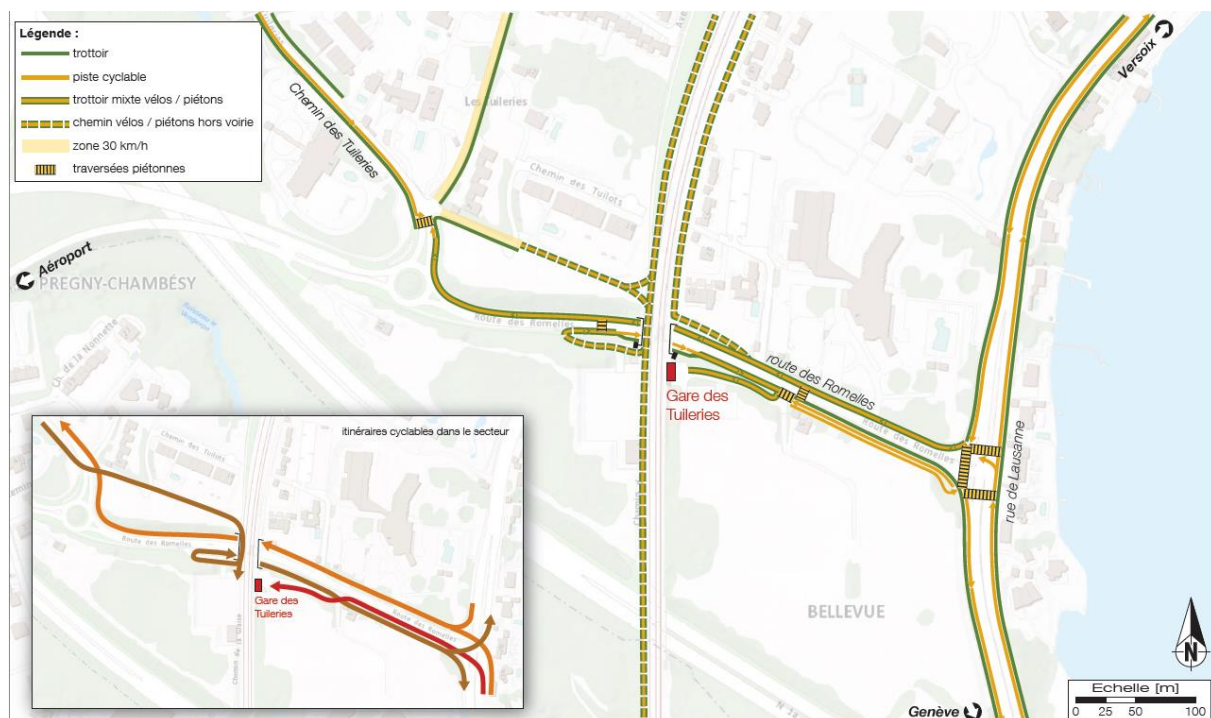 Légende :
trottoir
piste cyclable
trottoir mixte vélos / piétons
chemin vélos / piétons hors voirie
zone 30 km/h
traversées piétonnes
Versoix
Chemin des Tuileries
Les Tuileries
Chemin des Tuilots
Aéroport
PREGNY-CHAMBÉSY
Route des Romelles
route des Romelles
Gare des
Tuileries
Route des Romelles
rue de Lausanne
BELLEVUE
itinéraires cyclables dans le secteur
Chemin des Tuilots
Route des Romelles
Gare des
Tuileries
Route des Romelles
N
Echelle [m]
0 25 50 100
Genève